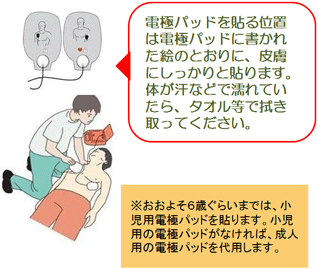 電極パッドを貼る位置
は電極パッドに書かれ
た絵のとおりに、皮膚
にしっかりと貼ります。
体が汗などで濡れてい
たら、タオル等で拭き
取ってください。
※おおよそ６歳ぐらいまでは、小
児用電極パッドを貼ります。小児
用の電極パッドがなければ、成人
用の電極パッドを代用します。